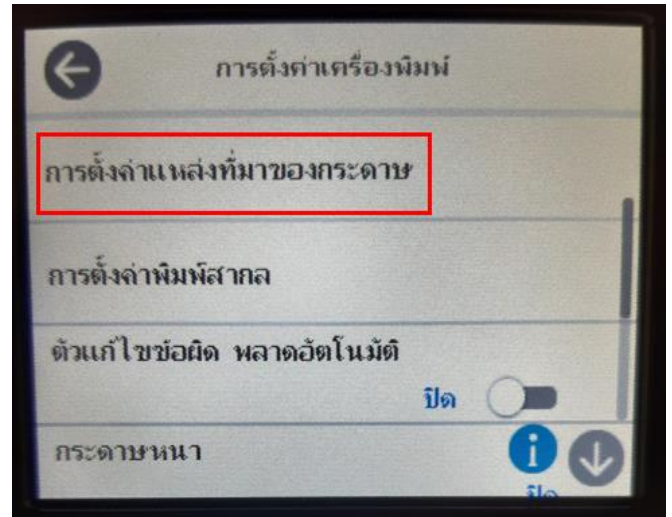 การตั้งค่าเครื่องพิมพ์
การตั้งค่าแหล่งที่มาของกระดาษ
การตั้งค่าพิมพ์สากล
ตัวแก้ไขข้อผิด พลาดอัตโนมัติ
ปิด
กระดาษหนา
i
ปิด